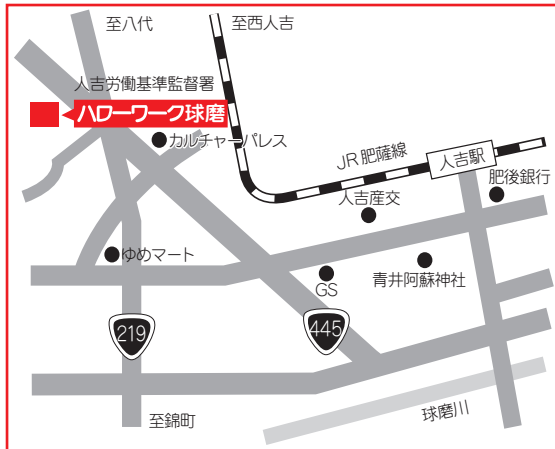 至八代
至西人吉
人吉労働基準監督署
ハローワーク球磨
カルチャーパレス
JR肥薩線
人吉駅
肥後銀行
人吉産交
ゆめマート
GS
青井阿蘇神社
219
445
至錦町
球磨川